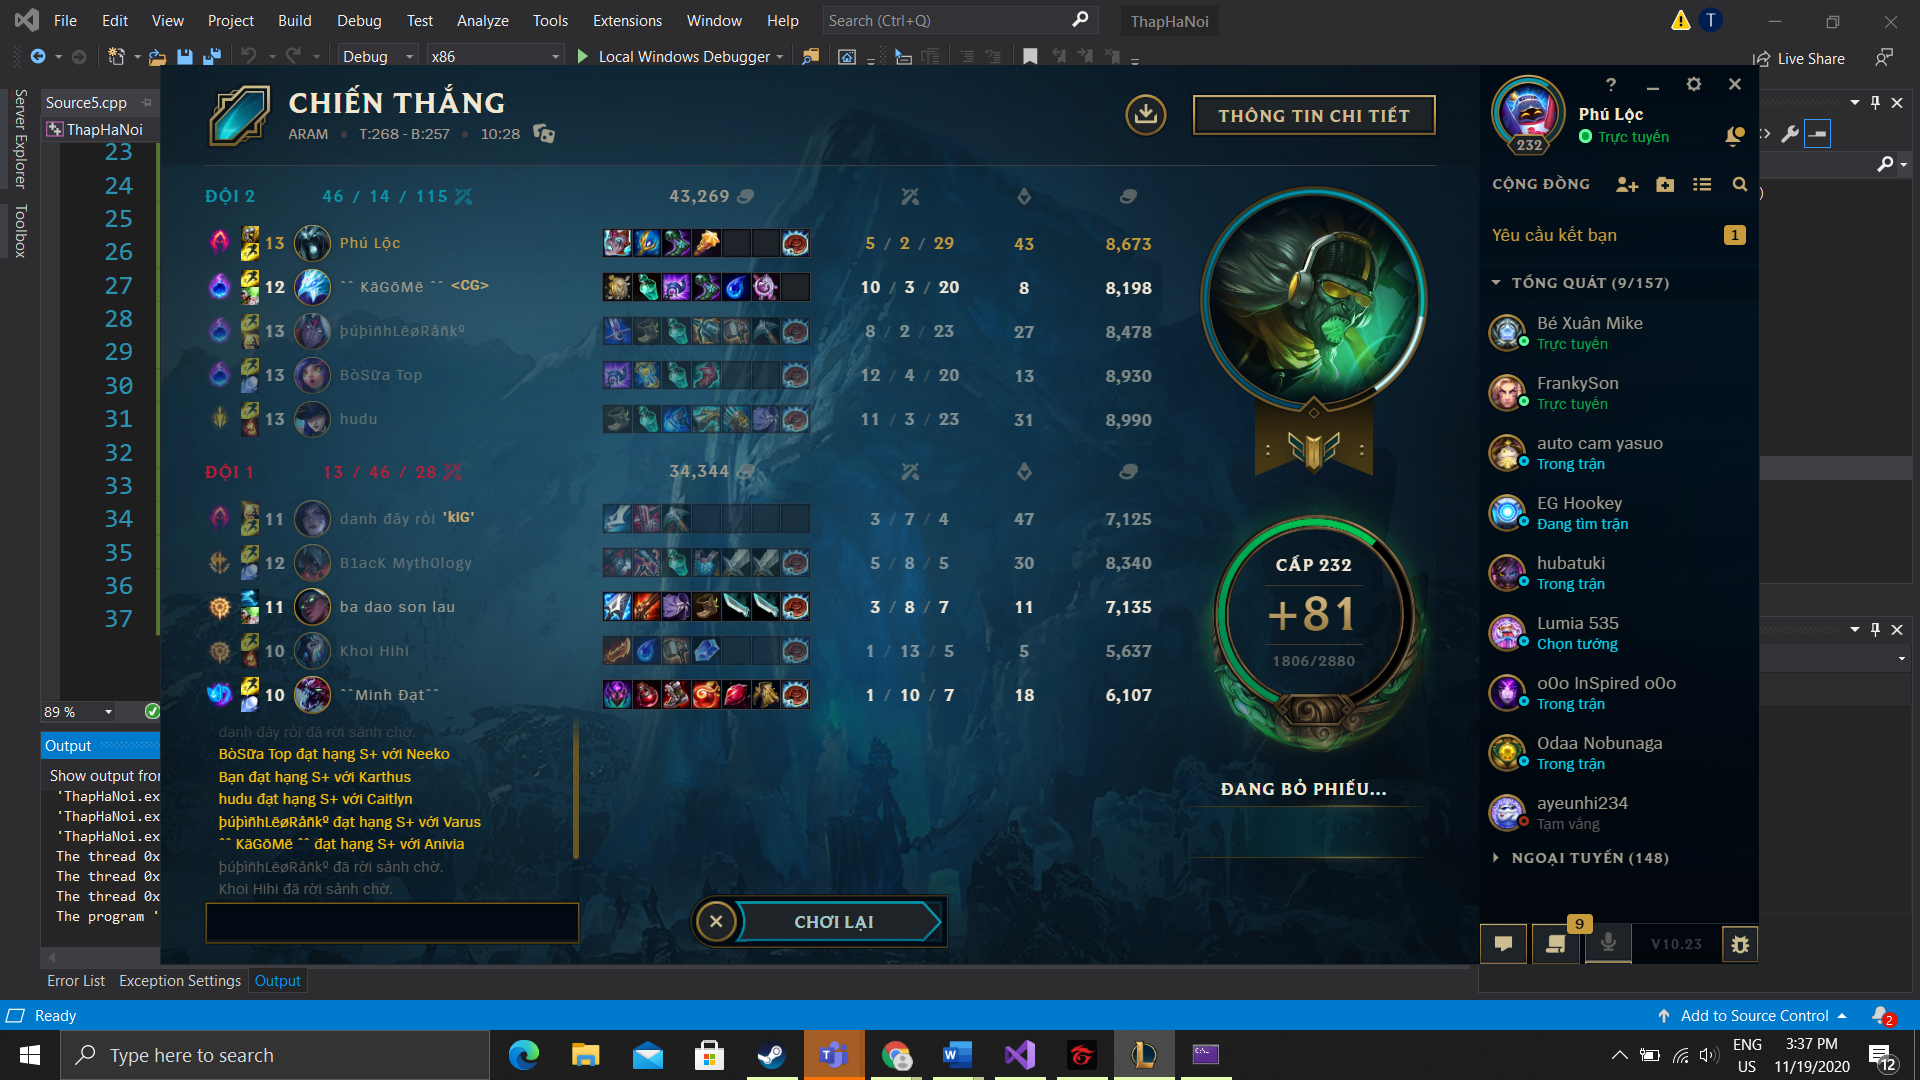 File Edit View Project Build Debug Test Analyze Tools Extensions Window Help Search (Ctrl+Q) ThapHaNoi T
Debug x86 Local Windows Debugger Live Share
Server Explorer
Toolbox
Source5.cpp
ThapHaNoi
23
24
25
26
27
28
29
30
31
32
33
34
35
36
37
89 %
Output
Show output fro
'ThapHaNoi.ex
'ThapHaNoi.ex
'ThapHaNoi.ex
The thread 0x
The thread 0x
The thread 0x
The program '
CHIẾN THẮNG
ARAM • T:268 - B:257 • 10:28
THÔNG TIN CHI TIẾT
ĐỘI 2 46 / 14 / 115 43,269
13 Phú Lộc 5 / 2 / 29 43 8,673
12 ^^ KãGõMê ^^ <CG> 10 / 3 / 20 8 8,198
13 þúþìñhLêøRåñkº 8 / 2 / 23 27 8,478
13 BòSữa Top 12 / 4 / 20 13 8,930
13 hudu 11 / 3 / 23 31 8,990
ĐỘI 1 13 / 46 / 28 34,344
11 danh đây rồi 'kiG' 3 / 7 / 4 47 7,125
12 B1acK Myth0logy 5 / 8 / 5 30 8,340
11 ba dao son lau 3 / 8 / 7 11 7,135
10 Khoi Hihi 1 / 13 / 5 5 5,637
10 ^^Minh Đạt^^ 1 / 10 / 7 18 6,107
danh đây rồi đã rời sảnh chờ.
BòSữa Top đạt hạng S+ với Neeko
Bạn đạt hạng S+ với Karthus
hudu đạt hạng S+ với Caitlyn
þúþìñhLêøRåñkº đạt hạng S+ với Varus
^^ KãGõMê ^^ đạt hạng S+ với Anivia
þúþìñhLêøRåñkº đã rời sảnh chờ.
Khoi Hihi đã rời sảnh chờ.
CHƠI LẠI
CẤP 232
+81
1806/2880
ĐANG BỎ PHIẾU...
232
Phú Lộc
Trực tuyến
CỘNG ĐỒNG
Yêu cầu kết bạn 1
TỔNG QUÁT (9/157)
Bé Xuân Mike
Trực tuyến
FrankySon
Trực tuyến
auto cam yasuo
Trong trận
EG Hookey
Đang tìm trận
hubatuki
Trong trận
Lumia 535
Chọn tướng
o0o InSpired o0o
Trong trận
Odaa Nobunaga
Trong trận
ayeunhi234
Tạm vắng
NGOẠI TUYẾN (148)
9
V10.23
Error List Exception Settings Output
Ready Add to Source Control 2
Type here to search
ENG
US
3:37 PM
11/19/2020
12